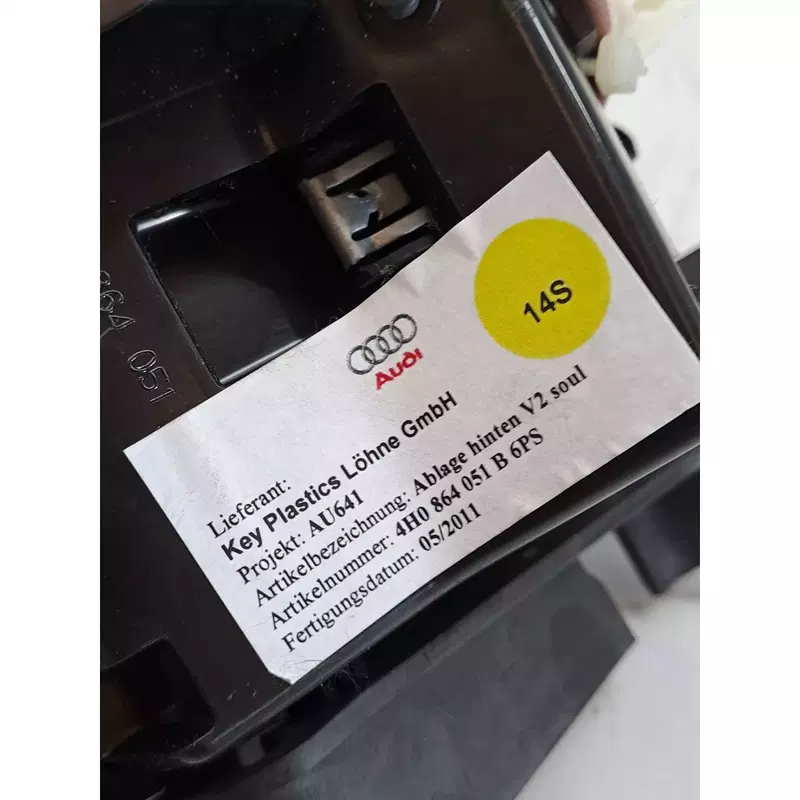 864 051
14S
Audi
Lieferant:
Key Plastics Löhne GmbH
Projekt: AU641
Artikelbezeichnung: Ablage hinten V2 soul
Artikelnummer: 4H0 864 051 B 6PS
Fertigungsdatum: 05/2011